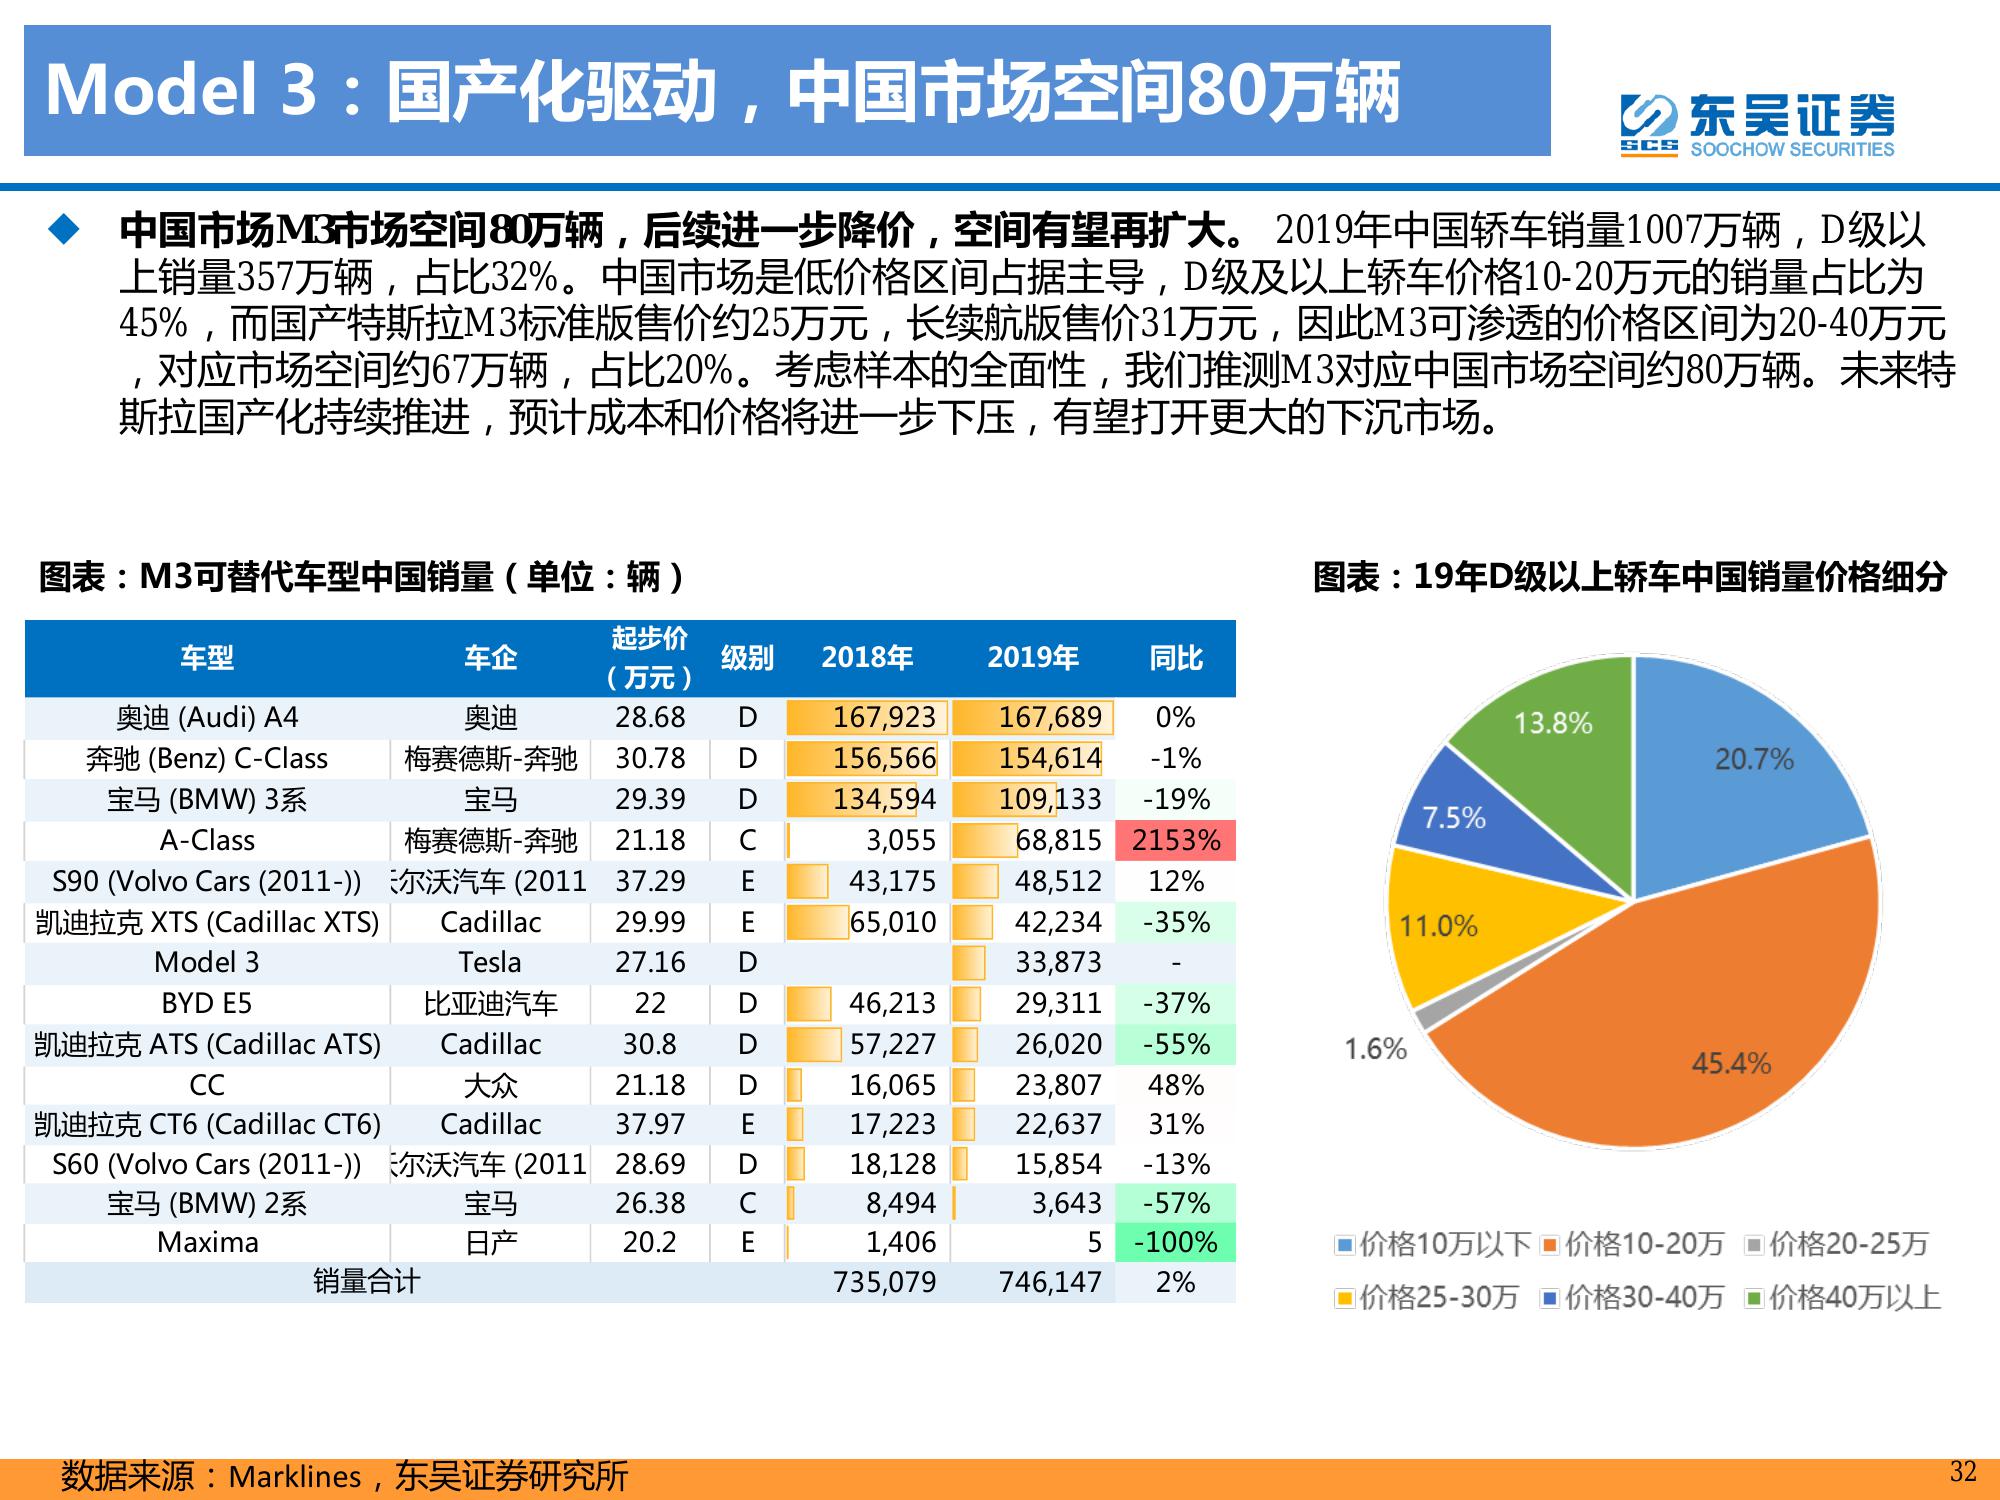 Model 3：国产化驱动，中国市场空间80万辆
东吴证券
SCS
SOOCHOW SECURITIES
中国市场M3市场空间80万辆，后续进一步降价，空间有望再扩大。 2019年中国轿车销量1007万辆，D级以
上销量357万辆，占比32%。中国市场是低价格区间占据主导，D级及以上轿车价格10-20万元的销量占比为
45%，而国产特斯拉M3标准版售价约25万元，长续航版售价31万元，因此M3可渗透的价格区间为20-40万元
，对应市场空间约67万辆，占比20%。考虑样本的全面性，我们推测M3对应中国市场空间约80万辆。未来特
斯拉国产化持续推进，预计成本和价格将进一步下压，有望打开更大的下沉市场。
图表：M3可替代车型中国销量（单位：辆）
车型 车企 起步价（万元） 级别 2018年 2019年 同比
奥迪 (Audi) A4 奥迪 28.68 D 167,923 167,689 0%
奔驰 (Benz) C-Class 梅赛德斯-奔驰 30.78 D 156,566 154,614 -1%
宝马 (BMW) 3系 宝马 29.39 D 134,594 109,133 -19%
A-Class 梅赛德斯-奔驰 21.18 C 3,055 68,815 2153%
S90 (Volvo Cars (2011-)) 尔沃汽车 (2011 37.29 E 43,175 48,512 12%
凯迪拉克 XTS (Cadillac XTS) Cadillac 29.99 E 65,010 42,234 -35%
Model 3 Tesla 27.16 D 33,873 -
BYD E5 比亚迪汽车 22 D 46,213 29,311 -37%
凯迪拉克 ATS (Cadillac ATS) Cadillac 30.8 D 57,227 26,020 -55%
CC 大众 21.18 D 16,065 23,807 48%
凯迪拉克 CT6 (Cadillac CT6) Cadillac 37.97 E 17,223 22,637 31%
S60 (Volvo Cars (2011-)) 尔沃汽车 (2011 28.69 D 18,128 15,854 -13%
宝马 (BMW) 2系 宝马 26.38 C 8,494 3,643 -57%
Maxima 日产 20.2 E 1,406 5 -100%
销量合计 735,079 746,147 2%
图表：19年D级以上轿车中国销量价格细分
13.8%
20.7%
7.5%
11.0%
1.6%
45.4%
价格10万以下 价格10-20万 价格20-25万
价格25-30万 价格30-40万 价格40万以上
数据来源：Marklines，东吴证券研究所
32